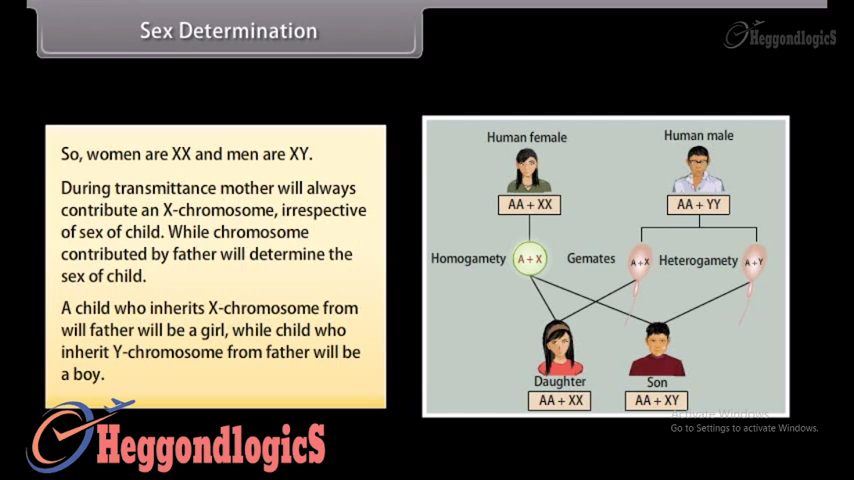 Sex Determination
HeggondlogicS
So, women are XX and men are XY.
During transmittance mother will always
contribute an X-chromosome, irrespective
of sex of child. While chromosome
contributed by father will determine the
sex of child.
A child who inherits X-chromosome from
will father will be a girl, while child who
inherit Y-chromosome from father will be
a boy.
Human female
Human male
AA + XX
AA + YY
Homogamety
A + X
Gemates
A + X
Heterogamety
A + Y
Daughter
Son
AA + XX
AA + XY
Activate Windows
Go to Settings to activate Windows.
HeggondlogicS